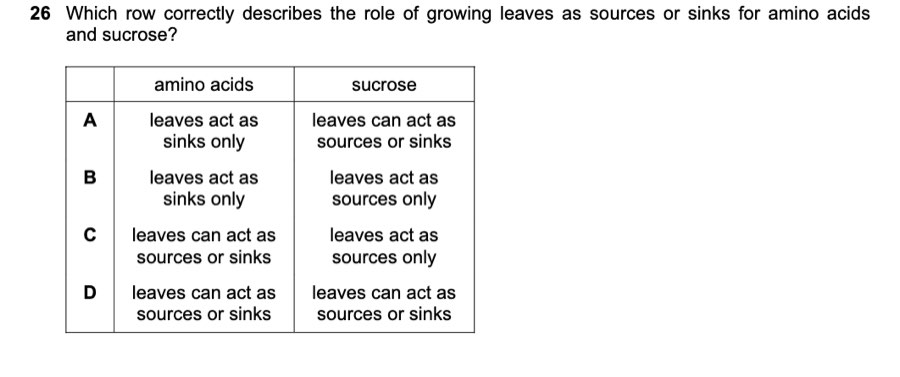 26 Which row correctly describes the role of growing leaves as sources or sinks for amino acids
and sucrose?
amino acids sucrose
A leaves act as leaves can act as
sinks only sources or sinks
B leaves act as leaves act as
sinks only sources only
C leaves can act as leaves act as
sources or sinks sources only
D leaves can act as leaves can act as
sources or sinks sources or sinks